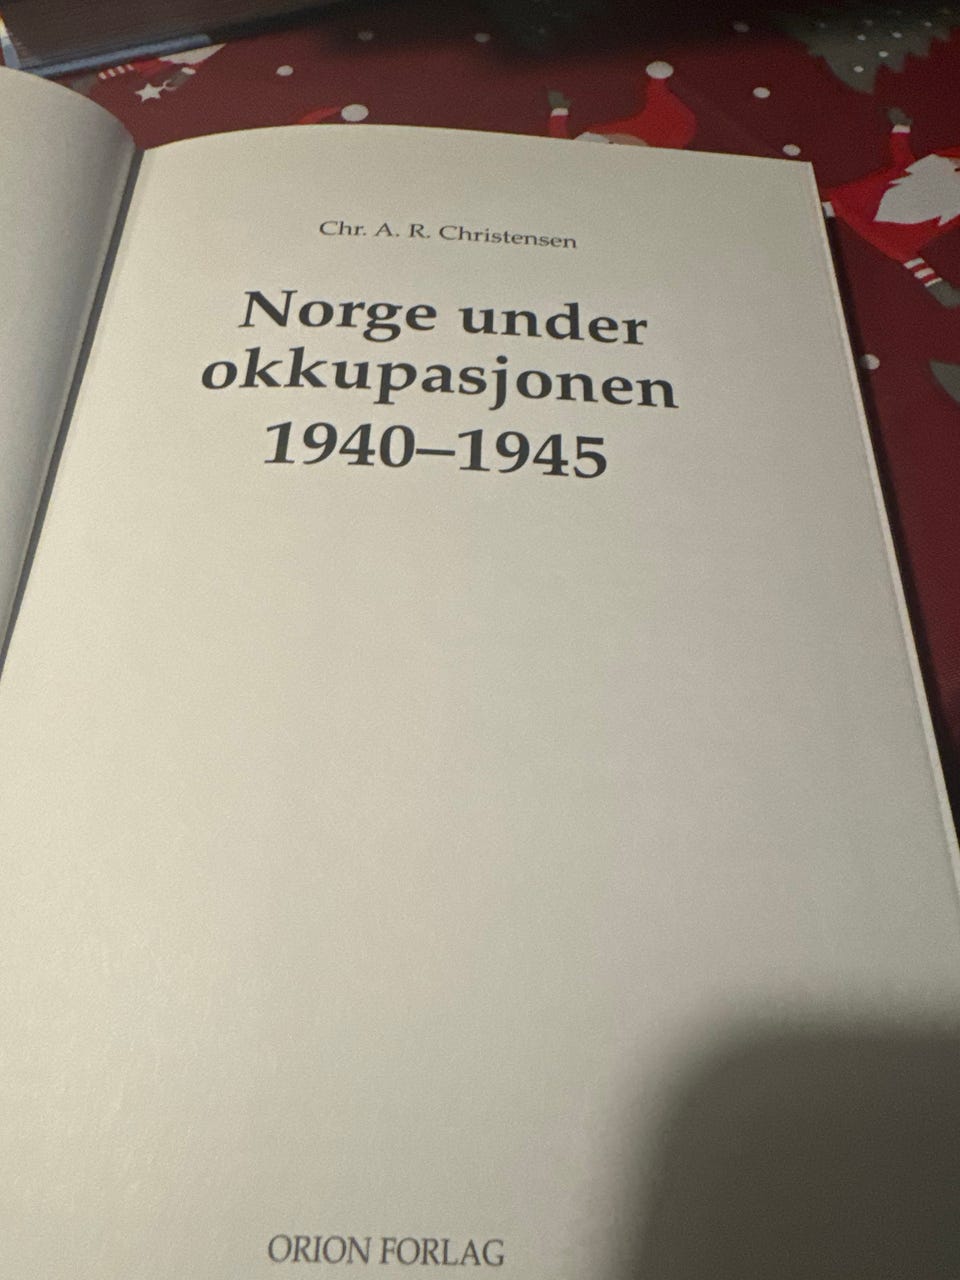 Chr. A. R. Christensen
Norge under
okkupasjonen
1940–1945
ORION FORLAG